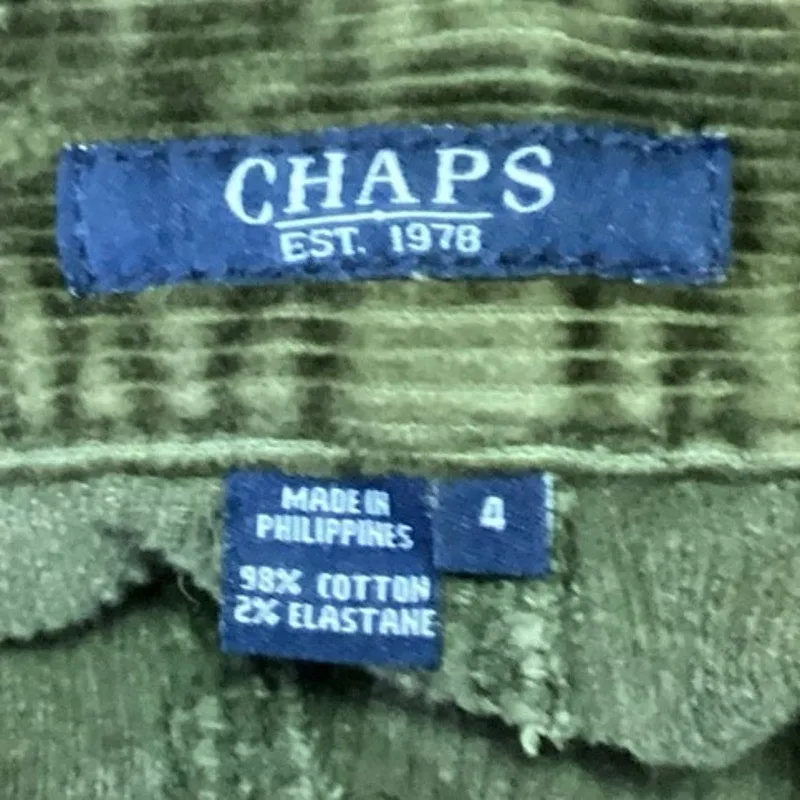 CHAPS
EST. 1978
MADE IN
PHILIPPINES
98% COTTON
2% ELASTANE
4